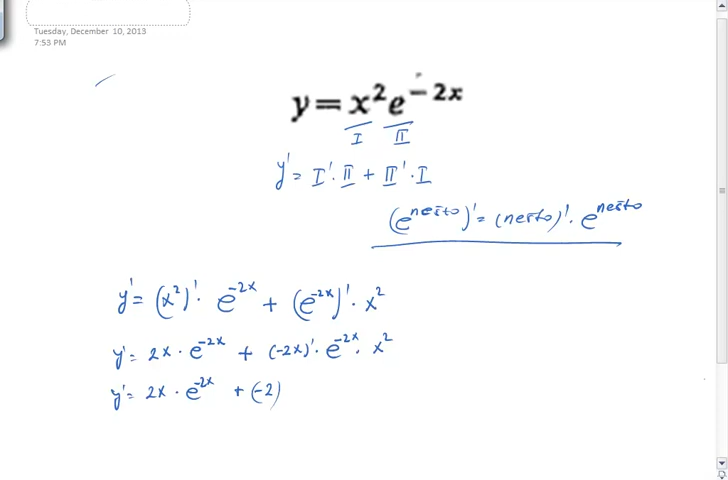 Tuesday, December 10, 2013
7:53 PM
y = x²e⁻²ˣ
I II
y' = I' · II + II' · I
(e^nešto)' = (nešto)' · e^nešto
y' = (x²)' · e⁻²ˣ + (e⁻²ˣ)' · x²
y' = 2x · e⁻²ˣ + (-2x)' · e⁻²ˣ · x²
y' = 2x · e⁻²ˣ + (-2)